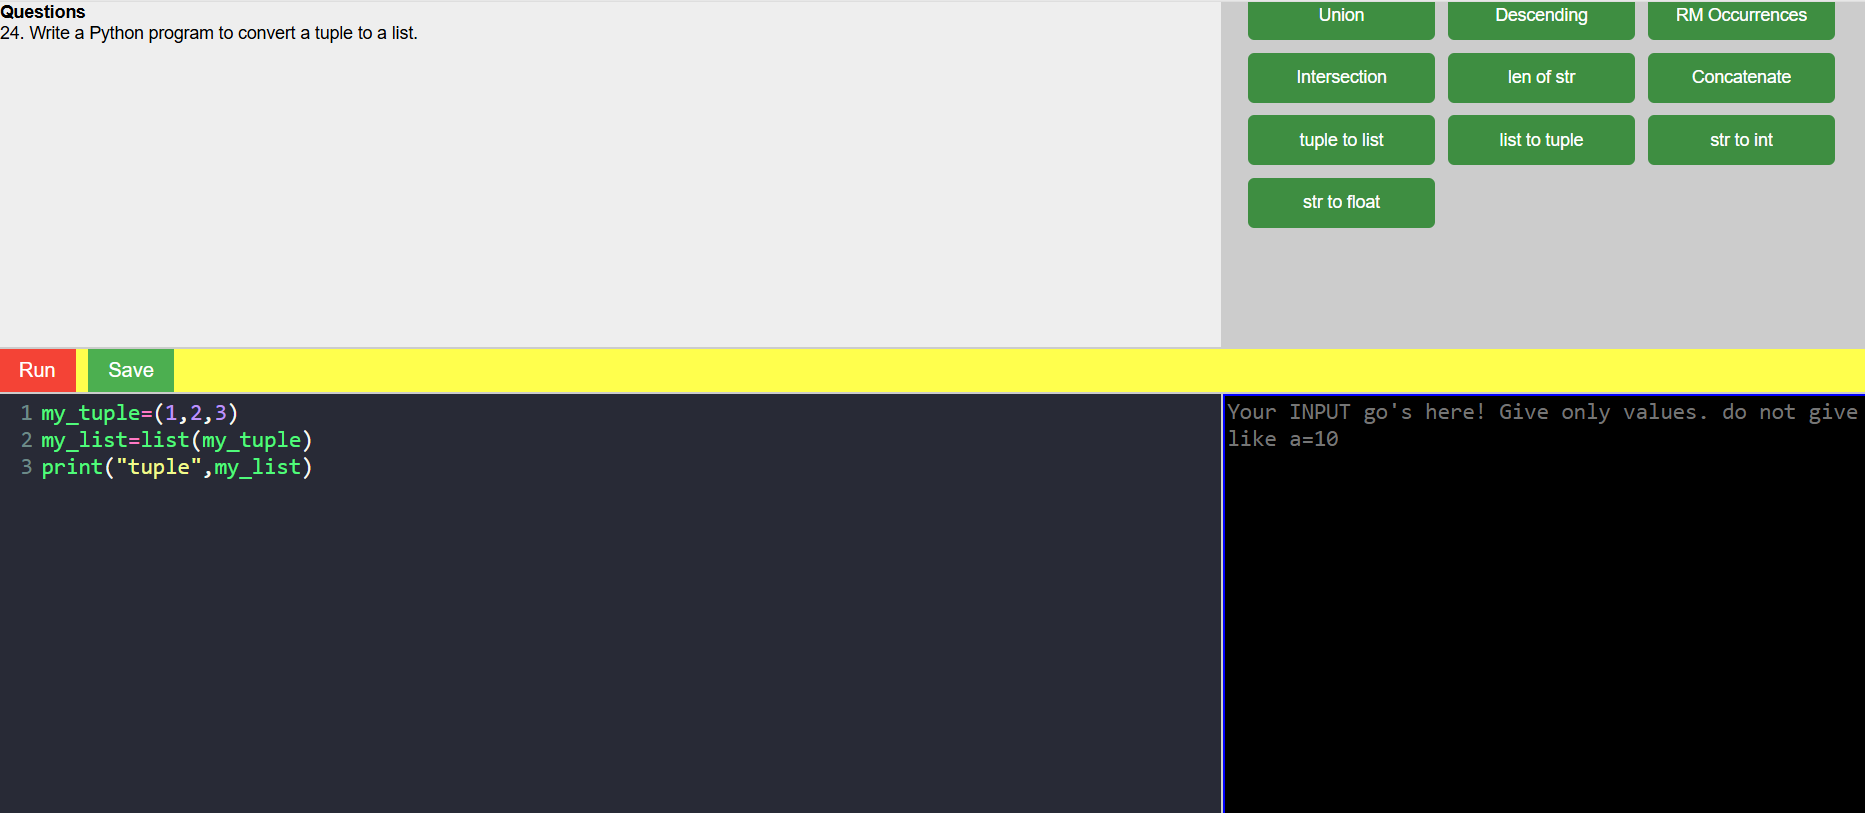 Questions
24. Write a Python program to convert a tuple to a list.
Union
Descending
RM Occurrences
Intersection
len of str
Concatenate
tuple to list
list to tuple
str to int
str to float
Run
Save
1 my_tuple=(1,2,3)
2 my_list=list(my_tuple)
3 print("tuple",my_list)
Your INPUT go's here! Give only values. do not give
like a=10